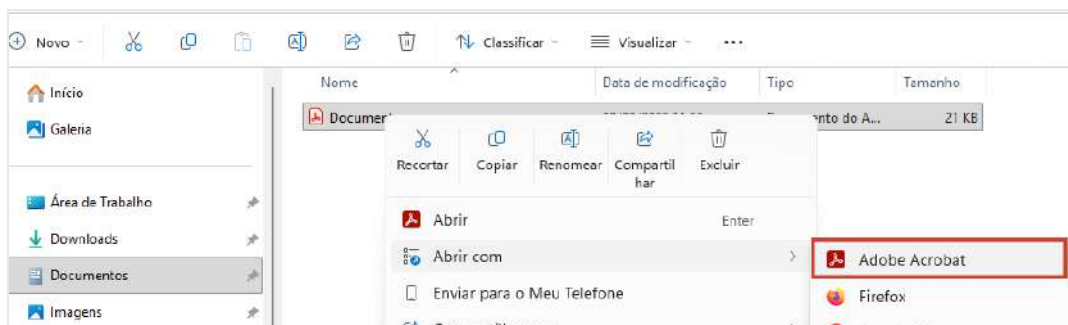 Novo
Classificar
Visualizar
...
Início
Galeria
Área de Trabalho
Downloads
Documentos
Imagens
Nome
Data de modificação
Tipo
Tamanho
21 KB
Recortar
Copiar
Renomear
Compartil
har
Excluir
Abrir
Enter
Abrir com
Enviar para o Meu Telefone
Adobe Acrobat
Firefox